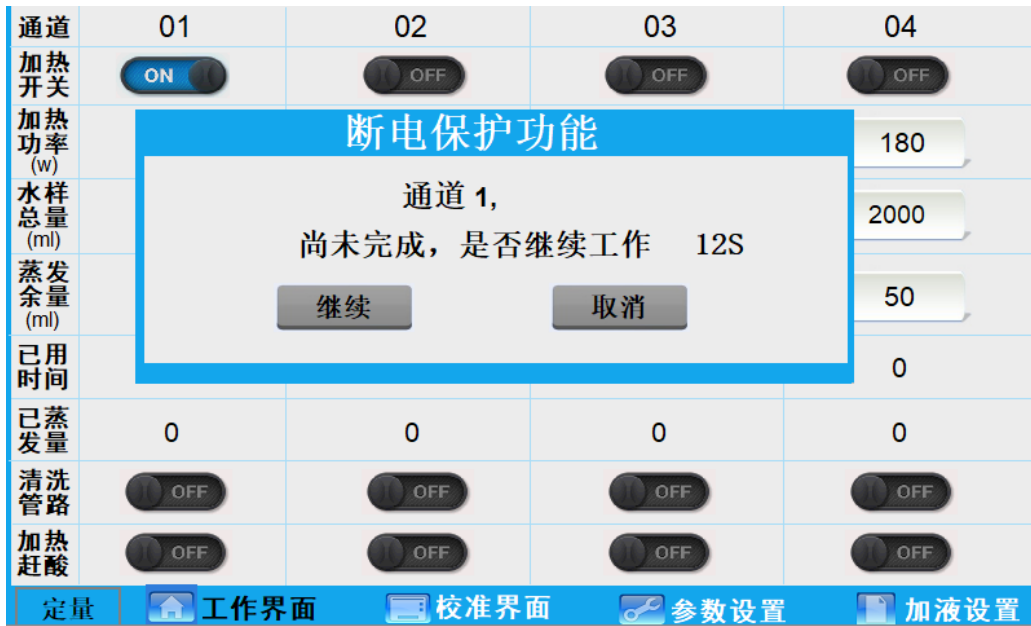 通道 01 02 03 04
加热
开关 ON OFF OFF OFF
断电保护功能
加热
功率
(w) 180
通道 1,
水样
总量
(ml) 2000
尚未完成，是否继续工作 12S
蒸发
余量
(ml) 50
继续 取消
已用
时间 0
已蒸
发量 0 0 0 0
清洗
管路 OFF OFF OFF OFF
加热
赶酸 OFF OFF OFF OFF
定量 工作界面 校准界面 参数设置 加液设置